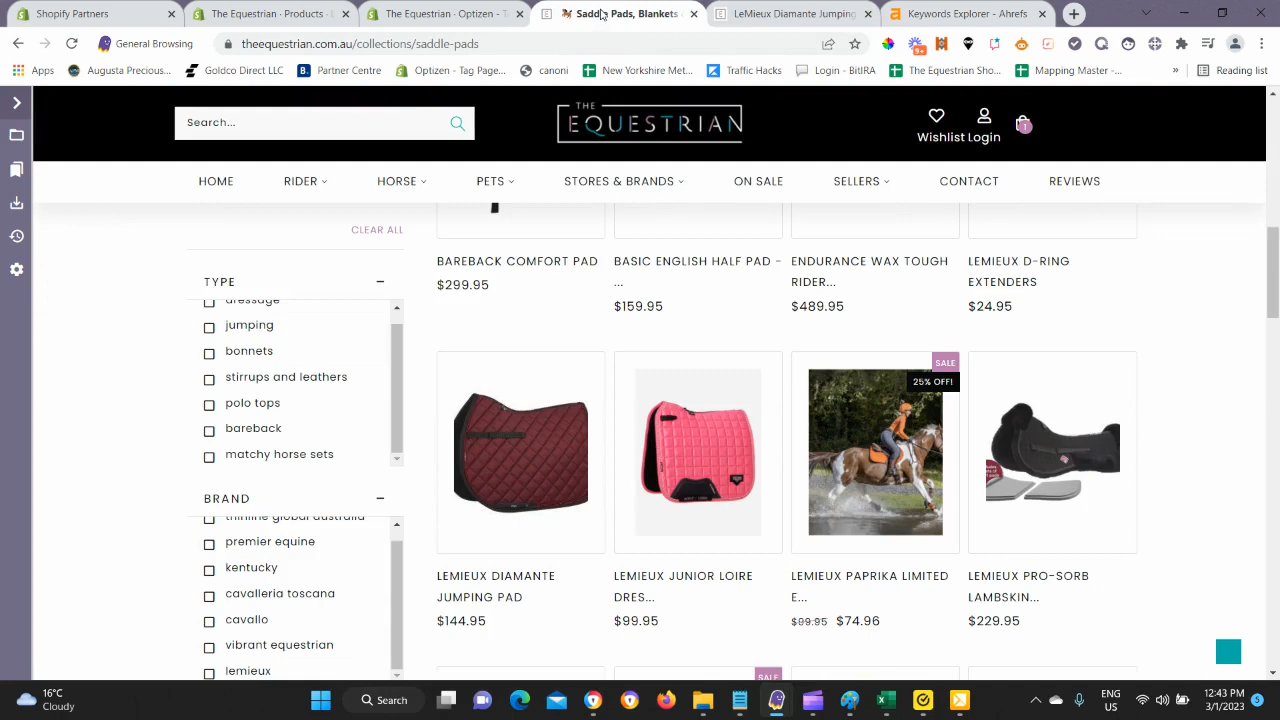 Shopify Partners
The Equestrian - Products -
The Equestrian - Optizen - T
Saddle Pads, Blankets
LeMieux Diamante Jumping
Keywords Explorer - Ahrefs
General Browsing
theequestrian.com.au/collections/saddle-pads
9+
Apps
Augusta Precious...
Goldco Direct LLC
Partner Centre
Optizen - Tag Page...
canoni
New Yorkshire Met...
Traffic Hacks
Login - BitIRA
The Equestrian Sho...
Mapping Master -...
»
Reading list
Search...
THE
EQUESTRIAN
Wishlist Login
1
HOME
RIDER
HORSE
PETS
STORES & BRANDS
ON SALE
SELLERS
CONTACT
REVIEWS
CLEAR ALL
TYPE
dressage
jumping
bonnets
stirrups and leathers
polo tops
bareback
matchy horse sets
BRAND
thinline global australia
premier equine
kentucky
cavalleria toscana
cavallo
vibrant equestrian
lemieux
BAREBACK COMFORT PAD
$299.95
BASIC ENGLISH HALF PAD -
...
$159.95
ENDURANCE WAX TOUGH
RIDER...
$489.95
LEMIEUX D-RING
EXTENDERS
$24.95
SALE
25% OFF!
LEMIEUX DIAMANTE
JUMPING PAD
$144.95
LEMIEUX JUNIOR LOIRE
DRES...
$99.95
LEMIEUX PAPRIKA LIMITED
E...
$99.95 $74.96
LEMIEUX PRO-SORB
LAMBSKIN...
$229.95
SALE
16°C
Cloudy
Search
ENG
US
12:43 PM
3/1/2023
5